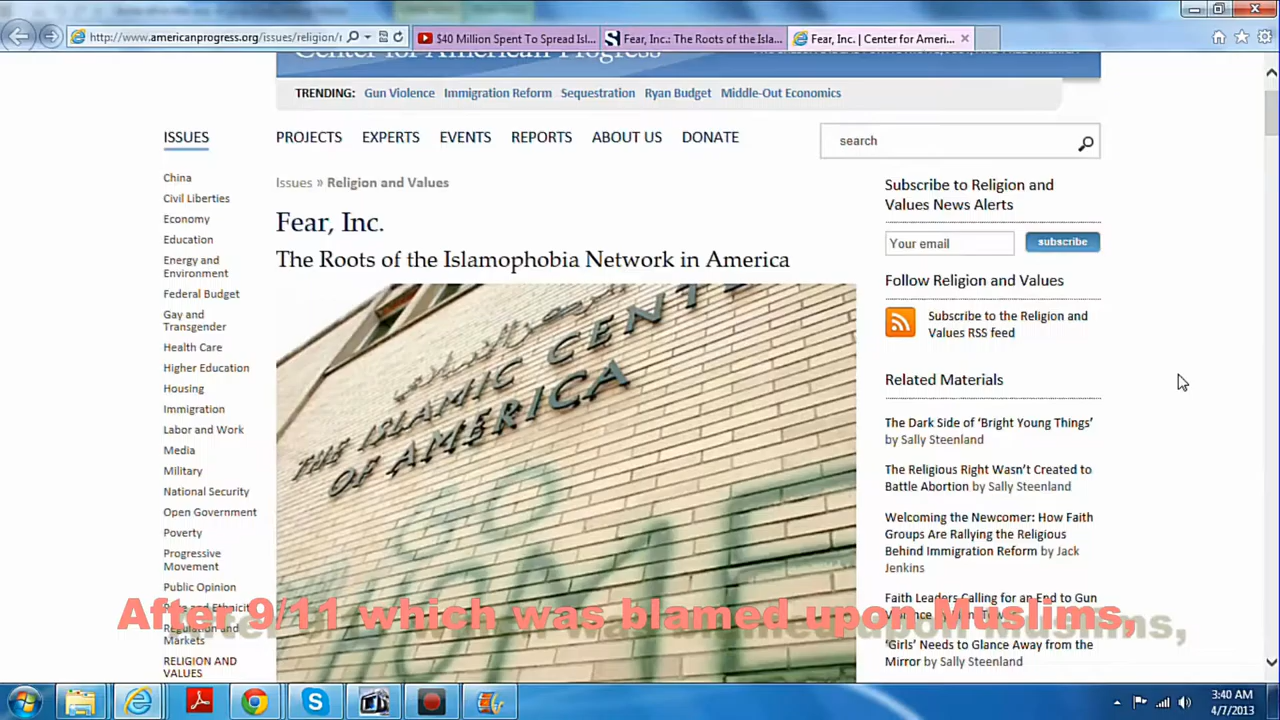 http://www.americanprogress.org/issues/religion/r
$40 Million Spent To Spread Isl...
Fear, Inc.: The Roots of the Isla...
Fear, Inc. | Center for Ameri...
Center for American Progress
TRENDING: Gun Violence Immigration Reform Sequestration Ryan Budget Middle-Out Economics
ISSUES PROJECTS EXPERTS EVENTS REPORTS ABOUT US DONATE
search
China
Civil Liberties
Economy
Education
Energy and
Environment
Federal Budget
Gay and
Transgender
Health Care
Higher Education
Housing
Immigration
Labor and Work
Media
Military
National Security
Open Government
Poverty
Progressive
Movement
Public Opinion
Race and Ethnicity
Regulation and
Markets
RELIGION AND
VALUES
Issues » Religion and Values
Fear, Inc.
The Roots of the Islamophobia Network in America
THE ISLAMIC CENTE
OF AMERICA
GO
HOME
Subscribe to Religion and
Values News Alerts
Your email
subscribe
Follow Religion and Values
Subscribe to the Religion and
Values RSS feed
Related Materials
The Dark Side of ‘Bright Young Things’
by Sally Steenland
The Religious Right Wasn’t Created to
Battle Abortion by Sally Steenland
Welcoming the Newcomer: How Faith
Groups Are Rallying the Religious
Behind Immigration Reform by Jack
Jenkins
Faith Leaders Calling for an End to Gun
‘Girls’ Needs to Glance Away from the
Mirror by Sally Steenland
After 9/11 which was blamed upon Muslims,
3:40 AM
4/7/2013